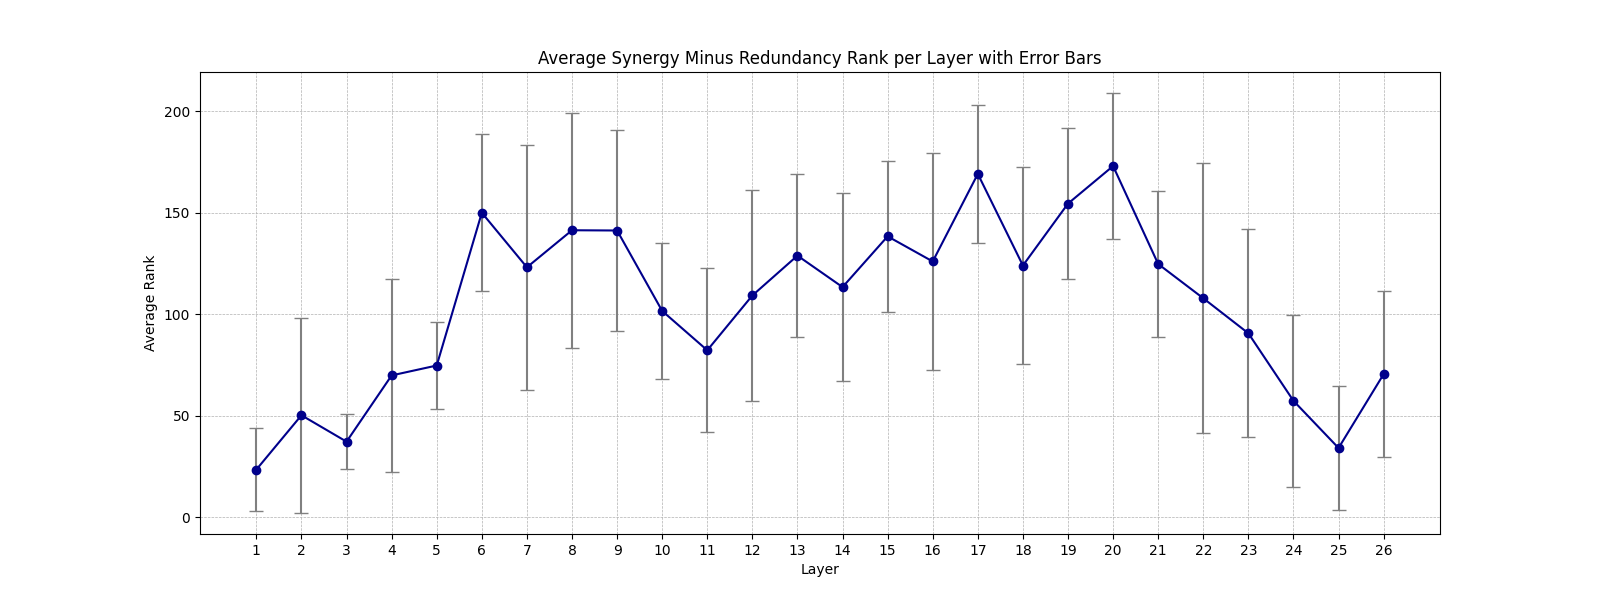 Average Synergy Minus Redundancy Rank per Layer with Error Bars
200
150
100
50
0
Average Rank
1 2 3 4 5 6 7 8 9 10 11 12 13 14 15 16 17 18 19 20 21 22 23 24 25 26
Layer